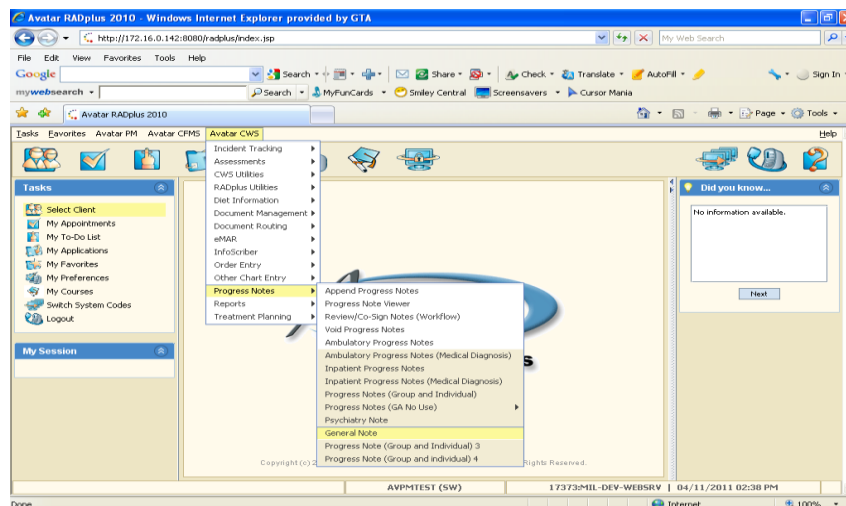 Avatar RADplus 2010 - Windows Internet Explorer provided by GTA
http://172.16.0.142:8080/radplus/index.jsp
My Web Search
File Edit View Favorites Tools Help
Google Search Share Check Translate AutoFill Sign In
mywebsearch Search MyFunCards Smiley Central Screensavers Cursor Mania
Avatar RADplus 2010 Page Tools
Tasks Favorites Avatar PM Avatar CFMS Avatar CWS Help
Tasks
Select Client
My Appointments
My To-Do List
My Applications
My Favorites
My Preferences
My Courses
Switch System Codes
Logout
My Session
Incident Tracking
Assessments
CWS Utilities
RADplus Utilities
Diet Information
Document Management
Document Routing
eMAR
InfoScriber
Order Entry
Other Chart Entry
Progress Notes
Reports
Treatment Planning
Append Progress Notes
Progress Note Viewer
Review/Co-Sign Notes (Workflow)
Void Progress Notes
Ambulatory Progress Notes
Ambulatory Progress Notes (Medical Diagnosis)
Inpatient Progress Notes
Inpatient Progress Notes (Medical Diagnosis)
Progress Notes (Group and Individual)
Progress Notes (GA No Use)
Psychiatry Note
General Note
Progress Note (Group and Individual) 3
Progress Note (Group and individual) 4
Did you know...
No information available.
Next
Copyright (c) 2 Rights Reserved.
AVPMTEST (SW) 17373:MIL-DEV-WEBSRV | 04/11/2011 02:38 PM
Done Internet 100%